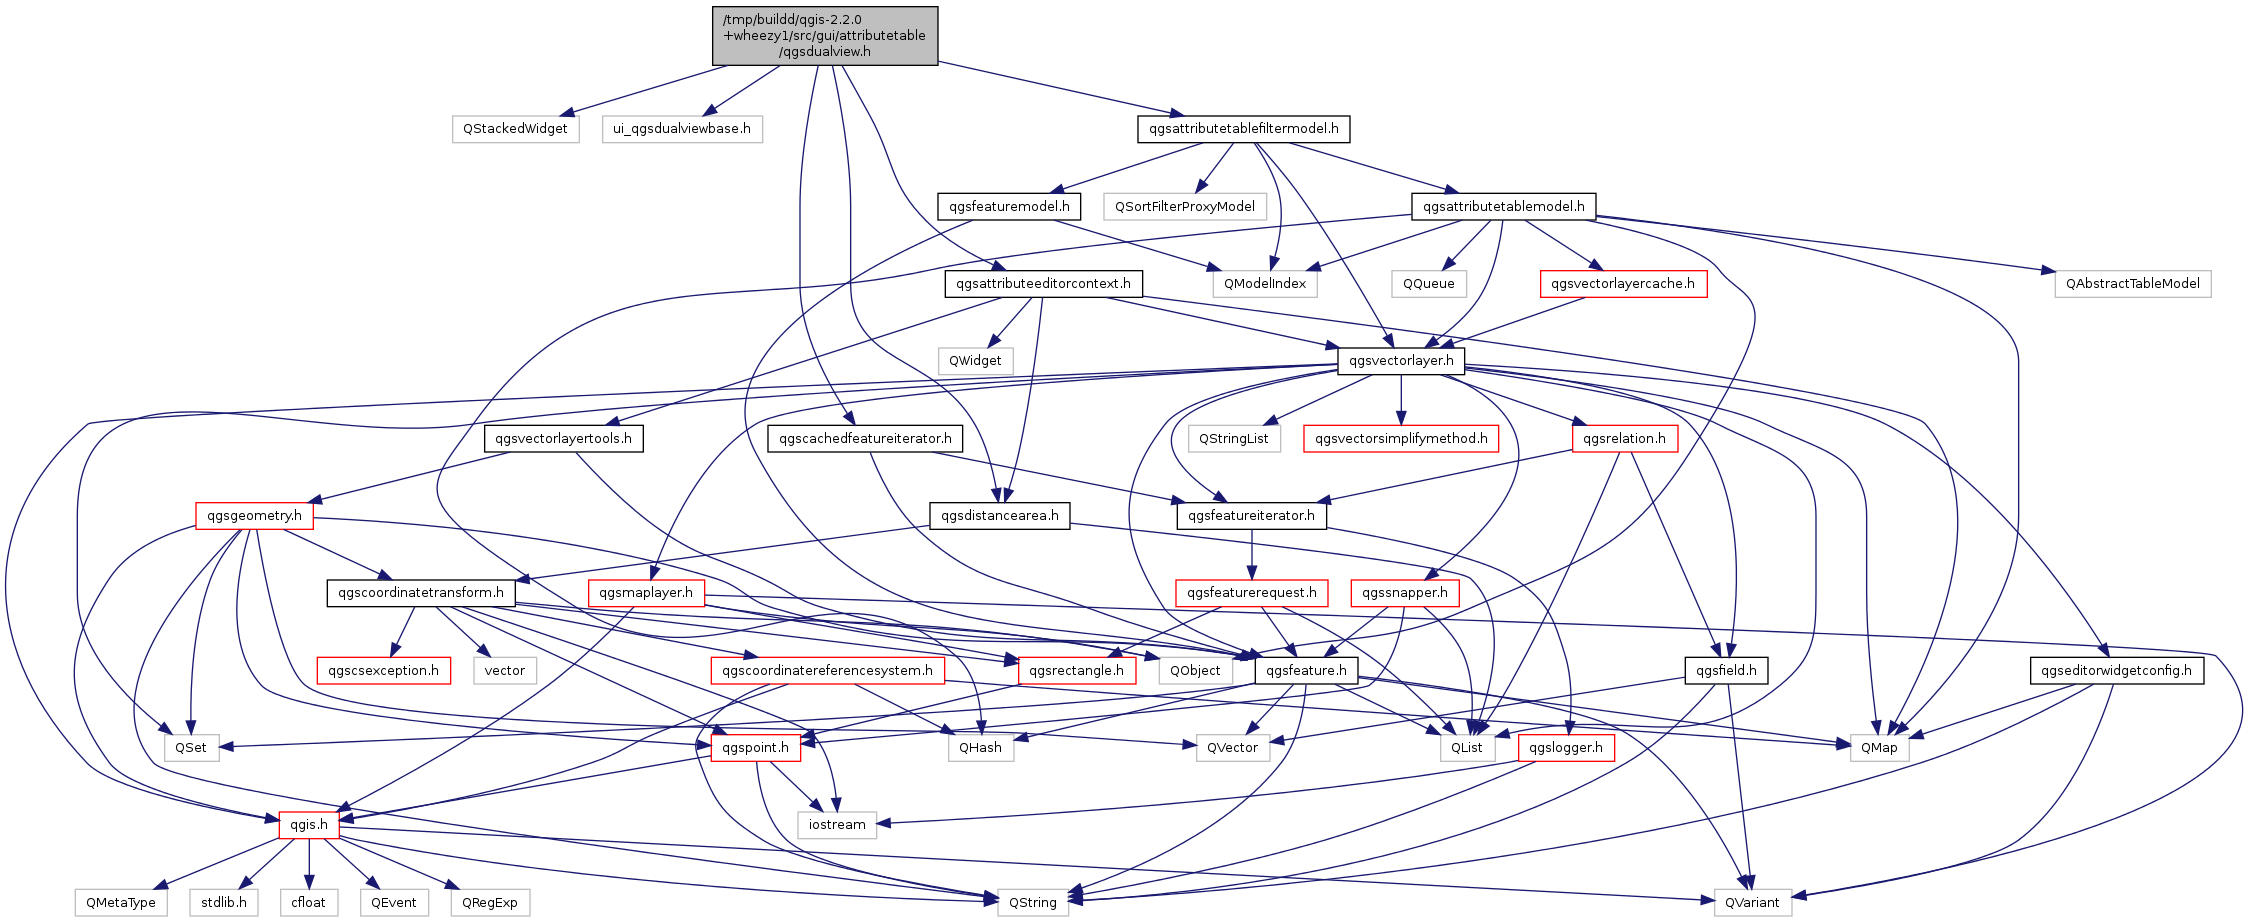 /tmp/buildd/qgis-2.2.0
+wheezy1/src/gui/attributetable
/qgsdualview.h
QStackedWidget
ui_qgsdualviewbase.h
qgsattributetablefiltermodel.h
qgsfeaturemodel.h
QSortFilterProxyModel
qgsattributetablemodel.h
qgsattributeeditorcontext.h
QModelIndex
QQueue
qgsvectorlayercache.h
QAbstractTableModel
QWidget
qgsvectorlayer.h
qgsvectorlayertools.h
qgscachedfeatureiterator.h
QStringList
qgsvectorsimplifymethod.h
qgsrelation.h
qgsgeometry.h
qgsdistancearea.h
qgsfeatureiterator.h
qgscoordinatetransform.h
qgsmaplayer.h
qgsfeaturerequest.h
qgssnapper.h
qgscsexception.h
vector
qgscoordinatereferencesystem.h
qgsrectangle.h
QObject
qgsfeature.h
qgsfield.h
qgseditorwidgetconfig.h
QSet
qgspoint.h
QHash
QVector
QList
qgslogger.h
QMap
qgis.h
iostream
QMetaType
stdlib.h
cfloat
QEvent
QRegExp
QString
QVariant